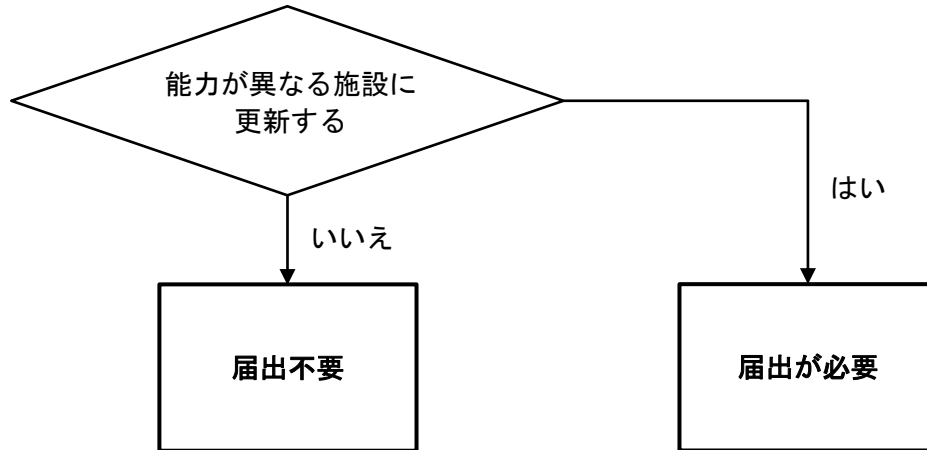 能力が異なる施設に
更新する
はい
いいえ
届出不要
届出が必要